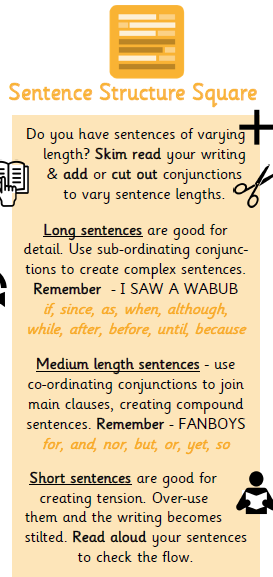 Sentence Structure Square
Do you have sentences of varying
length? Skim read your writing
& add or cut out conjunctions
to vary sentence lengths.
Long sentences are good for
detail. Use sub-ordinating conjunc-
tions to create complex sentences.
Remember - I SAW A WABUB
if, since, as, when, although,
while, after, before, until, because
Medium length sentences - use
co-ordinating conjunctions to join
main clauses, creating compound
sentences. Remember - FANBOYS
for, and, nor, but, or, yet, so
Short sentences are good for
creating tension. Over-use
them and the writing becomes
stilted. Read aloud your sentences
to check the flow.